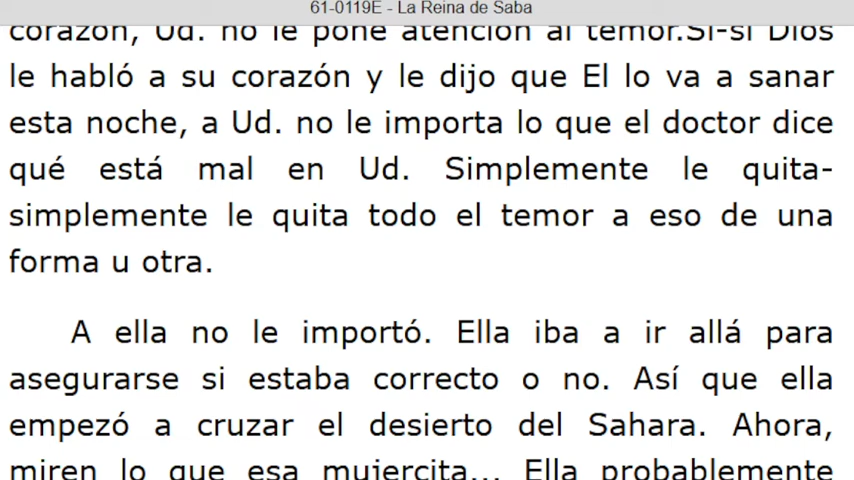 61-0119E - La Reina de Saba
corazón, Ud. no le pone atención al temor.Si-si Dios
le habló a su corazón y le dijo que El lo va a sanar
esta noche, a Ud. no le importa lo que el doctor dice
qué está mal en Ud. Simplemente le quita-
simplemente le quita todo el temor a eso de una
forma u otra.
A ella no le importó. Ella iba a ir allá para
asegurarse si estaba correcto o no. Así que ella
empezó a cruzar el desierto del Sahara. Ahora,
miren lo que esa mujercita... Ella probablemente